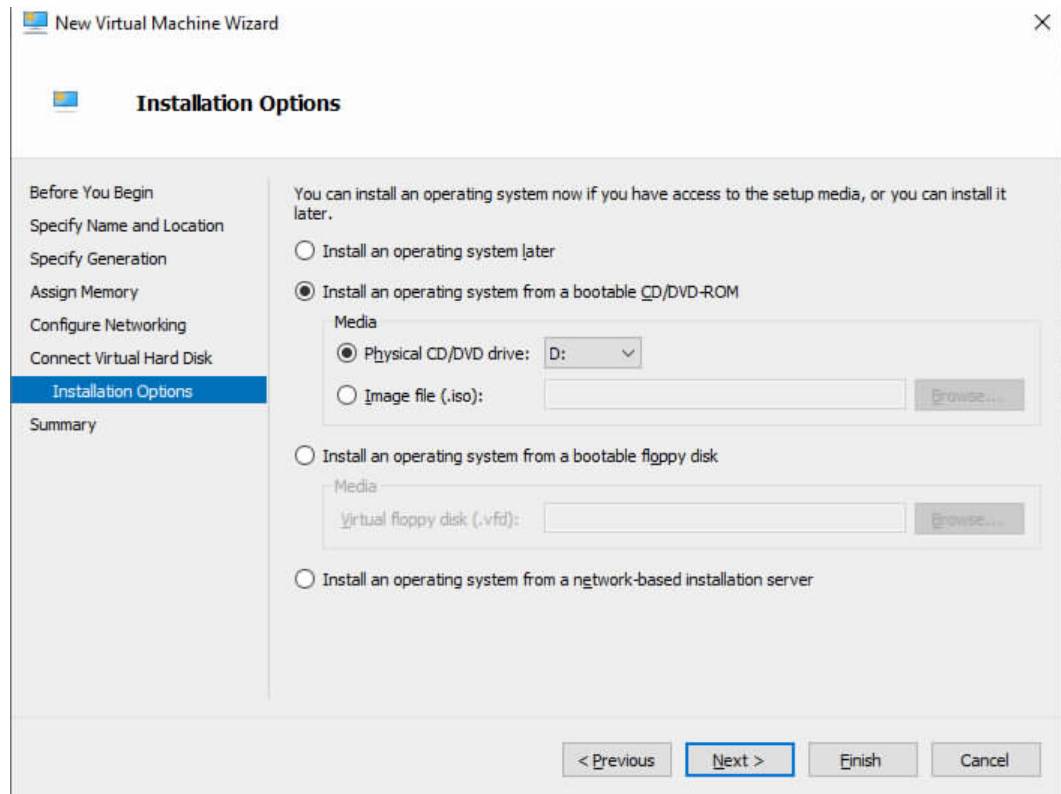 New Virtual Machine Wizard
Installation Options
Before You Begin
Specify Name and Location
Specify Generation
Assign Memory
Configure Networking
Connect Virtual Hard Disk
Installation Options
Summary
You can install an operating system now if you have access to the setup media, or you can install it
later.
Install an operating system later
Install an operating system from a bootable CD/DVD-ROM
Media
Physical CD/DVD drive: D:
Image file (.iso): Browse...
Install an operating system from a bootable floppy disk
Media
Virtual floppy disk (.vfd): Browse...
Install an operating system from a network-based installation server
< Previous Next > Finish Cancel